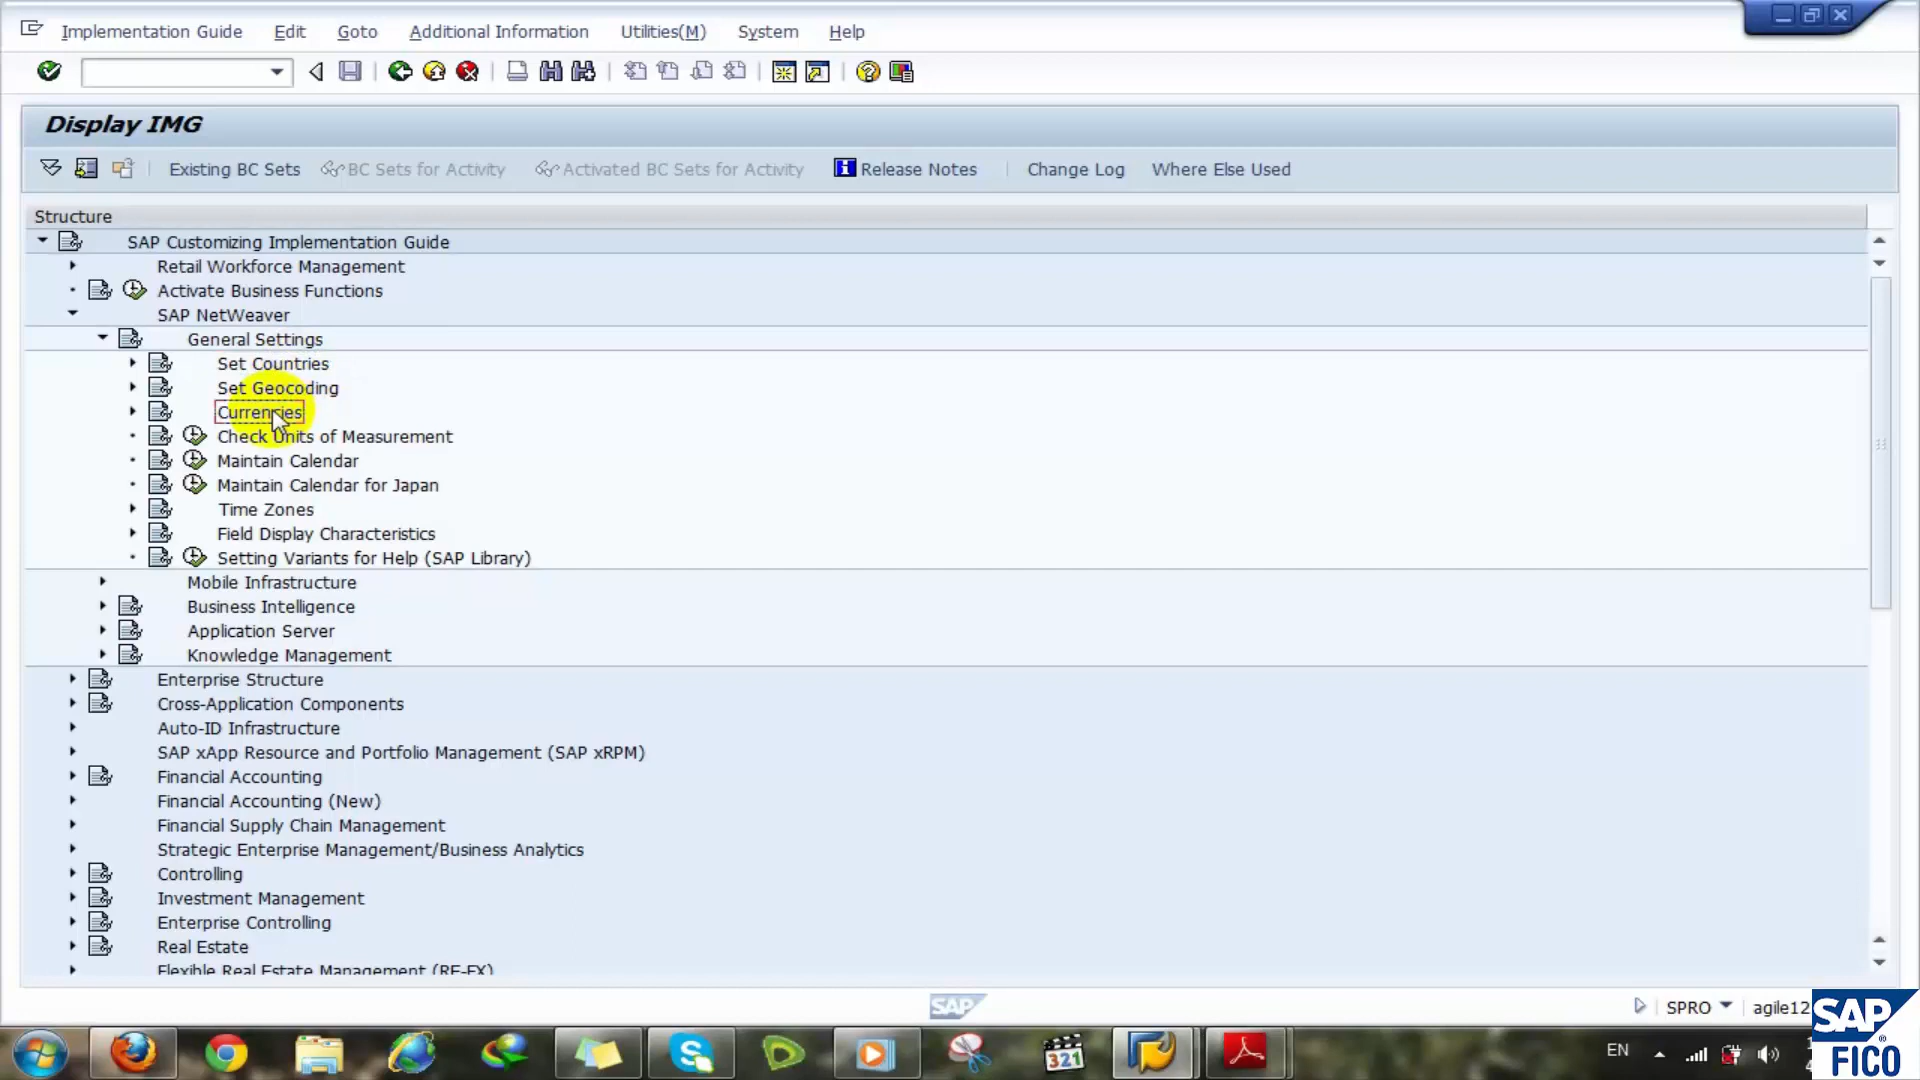 Implementation Guide Edit Goto Additional Information Utilities(M) System Help
Display IMG
Existing BC Sets BC Sets for Activity Activated BC Sets for Activity Release Notes Change Log Where Else Used
Structure
SAP Customizing Implementation Guide
Retail Workforce Management
Activate Business Functions
SAP NetWeaver
General Settings
Set Countries
Set Geocoding
Currencies
Check Units of Measurement
Maintain Calendar
Maintain Calendar for Japan
Time Zones
Field Display Characteristics
Setting Variants for Help (SAP Library)
Mobile Infrastructure
Business Intelligence
Application Server
Knowledge Management
Enterprise Structure
Cross-Application Components
Auto-ID Infrastructure
SAP xApp Resource and Portfolio Management (SAP xRPM)
Financial Accounting
Financial Accounting (New)
Financial Supply Chain Management
Strategic Enterprise Management/Business Analytics
Controlling
Investment Management
Enterprise Controlling
Real Estate
Flexible Real Estate Management (RE-FX)
SAP SPRO agile12
SAP
FICO
321 EN